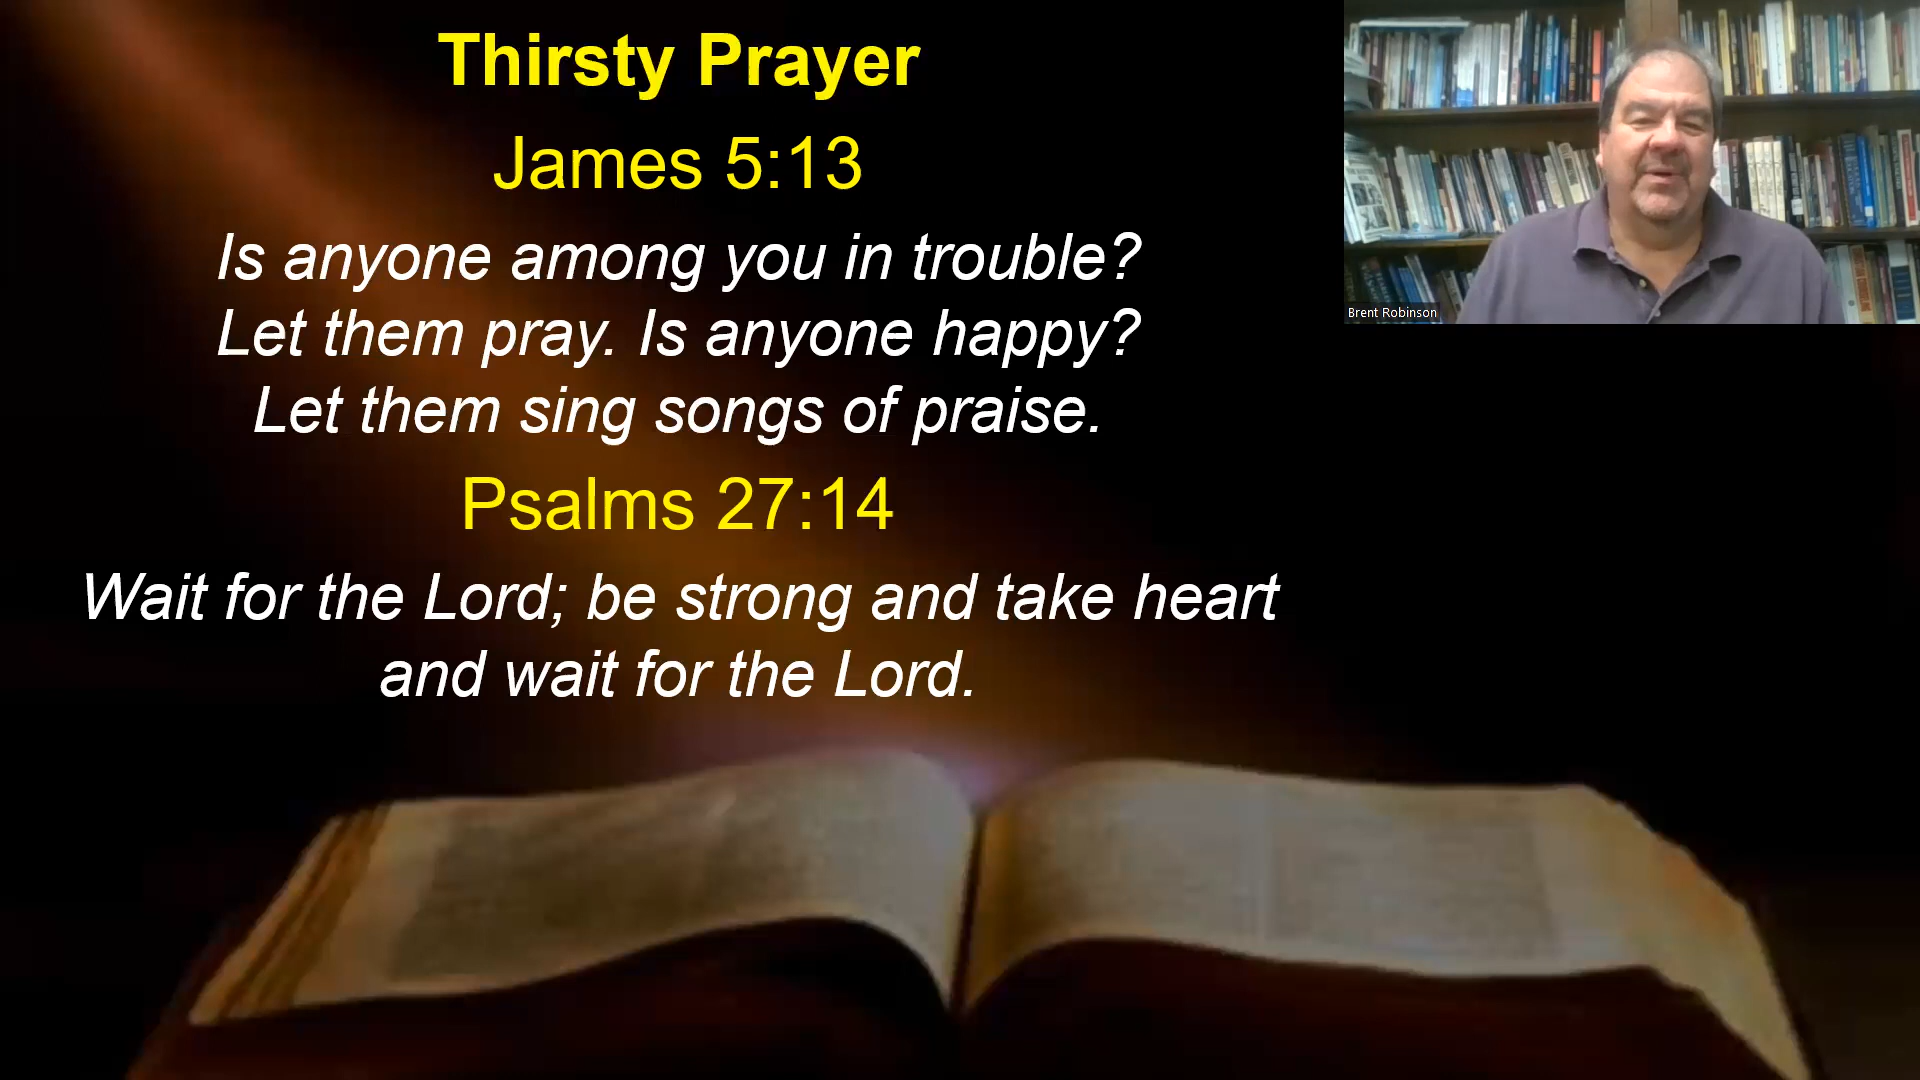 Thirsty Prayer
James 5:13
Is anyone among you in trouble?
Let them pray. Is anyone happy?
Let them sing songs of praise.
Psalms 27:14
Wait for the Lord; be strong and take heart
and wait for the Lord.
Brent Robinson